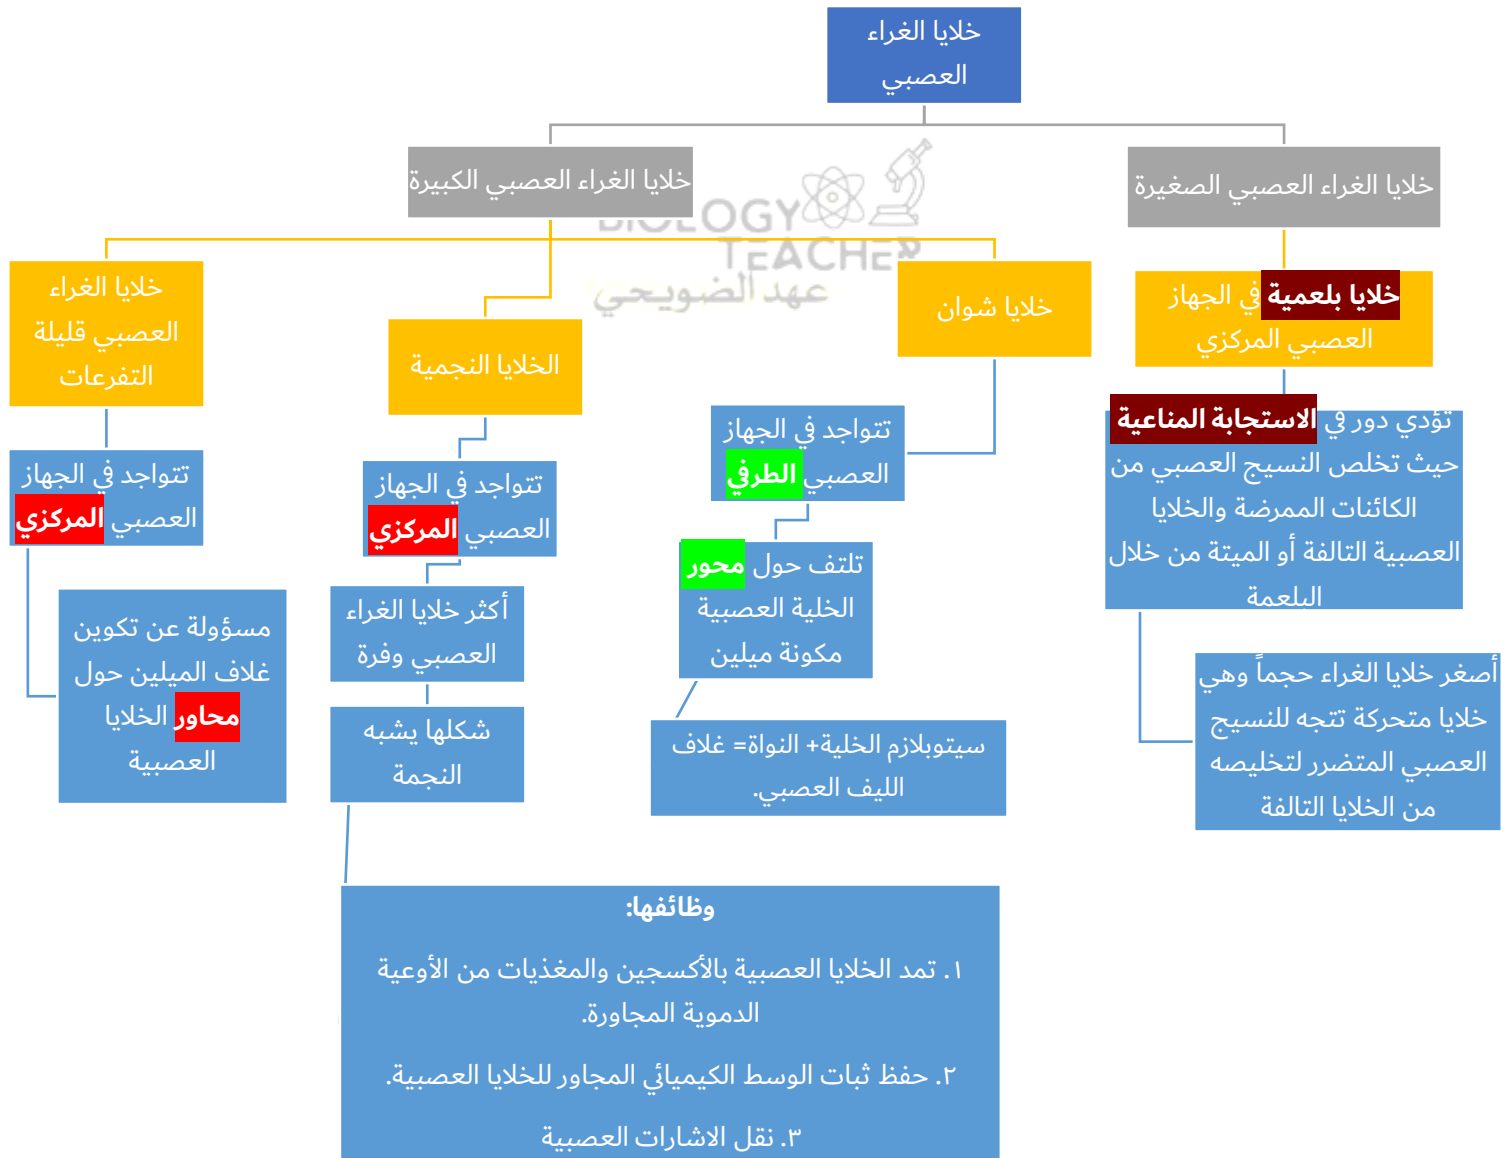 خلايا الغراء
العصبي
خلايا الغراء العصبي الصغيرة
خلايا بلعمية في الجهاز
العصبي المركزي
تؤدي دور في الاستجابة المناعية
حيث تخلص النسيج العصبي من
الكائنات الممرضة والخلايا
العصبية التالفة أو الميتة من خلال
البلعمة
أصغر خلايا الغراء حجماً وهي
خلايا متحركة تتجه للنسيج
العصبي المتضرر لتخليصه
من الخلايا التالفة
خلايا الغراء العصبي الكبيرة
BIOLOGY
TEACHER
عهد الضويحي
خلايا شوان
تتواجد في الجهاز
العصبي الطرفي
تلتف حول محور
الخلية العصبية
مكونة ميلين
سيتوبلازم الخلية+ النواة= غلاف
الليف العصبي.
الخلايا النجمية
تتواجد في الجهاز
العصبي المركزي
أكثر خلايا الغراء
العصبي وفرة
شكلها يشبه
النجمة
وظائفها:
١. تمد الخلايا العصبية بالأكسجين والمغذيات من الأوعية
الدموية المجاورة.
٢. حفظ ثبات الوسط الكيميائي المجاور للخلايا العصبية.
٣. نقل الاشارات العصبية
خلايا الغراء
العصبي قليلة
التفرعات
تتواجد في الجهاز
العصبي المركزي
مسؤولة عن تكوين
غلاف الميلين حول
محاور الخلايا
العصبية